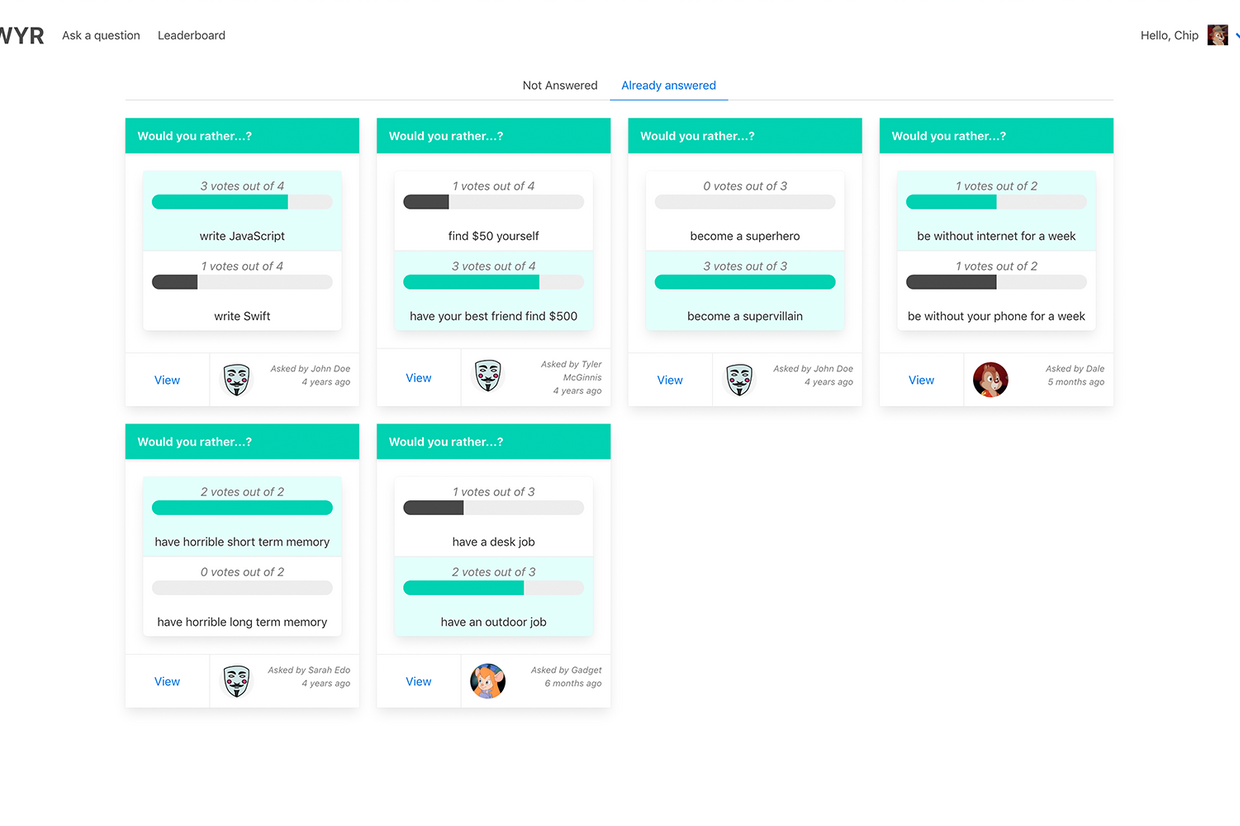 WYR Ask a question Leaderboard Hello, Chip
Not Answered Already answered
Would you rather...? Would you rather...? Would you rather...? Would you rather...?
3 votes out of 4 1 votes out of 4 0 votes out of 3 1 votes out of 2
write JavaScript find $50 yourself become a superhero be without internet for a week
1 votes out of 4 3 votes out of 4 3 votes out of 3 1 votes out of 2
write Swift have your best friend find $500 become a supervillain be without your phone for a week
View Asked by John Doe
4 years ago
View Asked by Tyler
McGinnis
4 years ago
View Asked by John Doe
4 years ago
View Asked by Dale
5 months ago
Would you rather...? Would you rather...?
2 votes out of 2 1 votes out of 3
have horrible short term memory have a desk job
0 votes out of 2 2 votes out of 3
have horrible long term memory have an outdoor job
View Asked by Sarah Edo
4 years ago
View Asked by Gadget
6 months ago